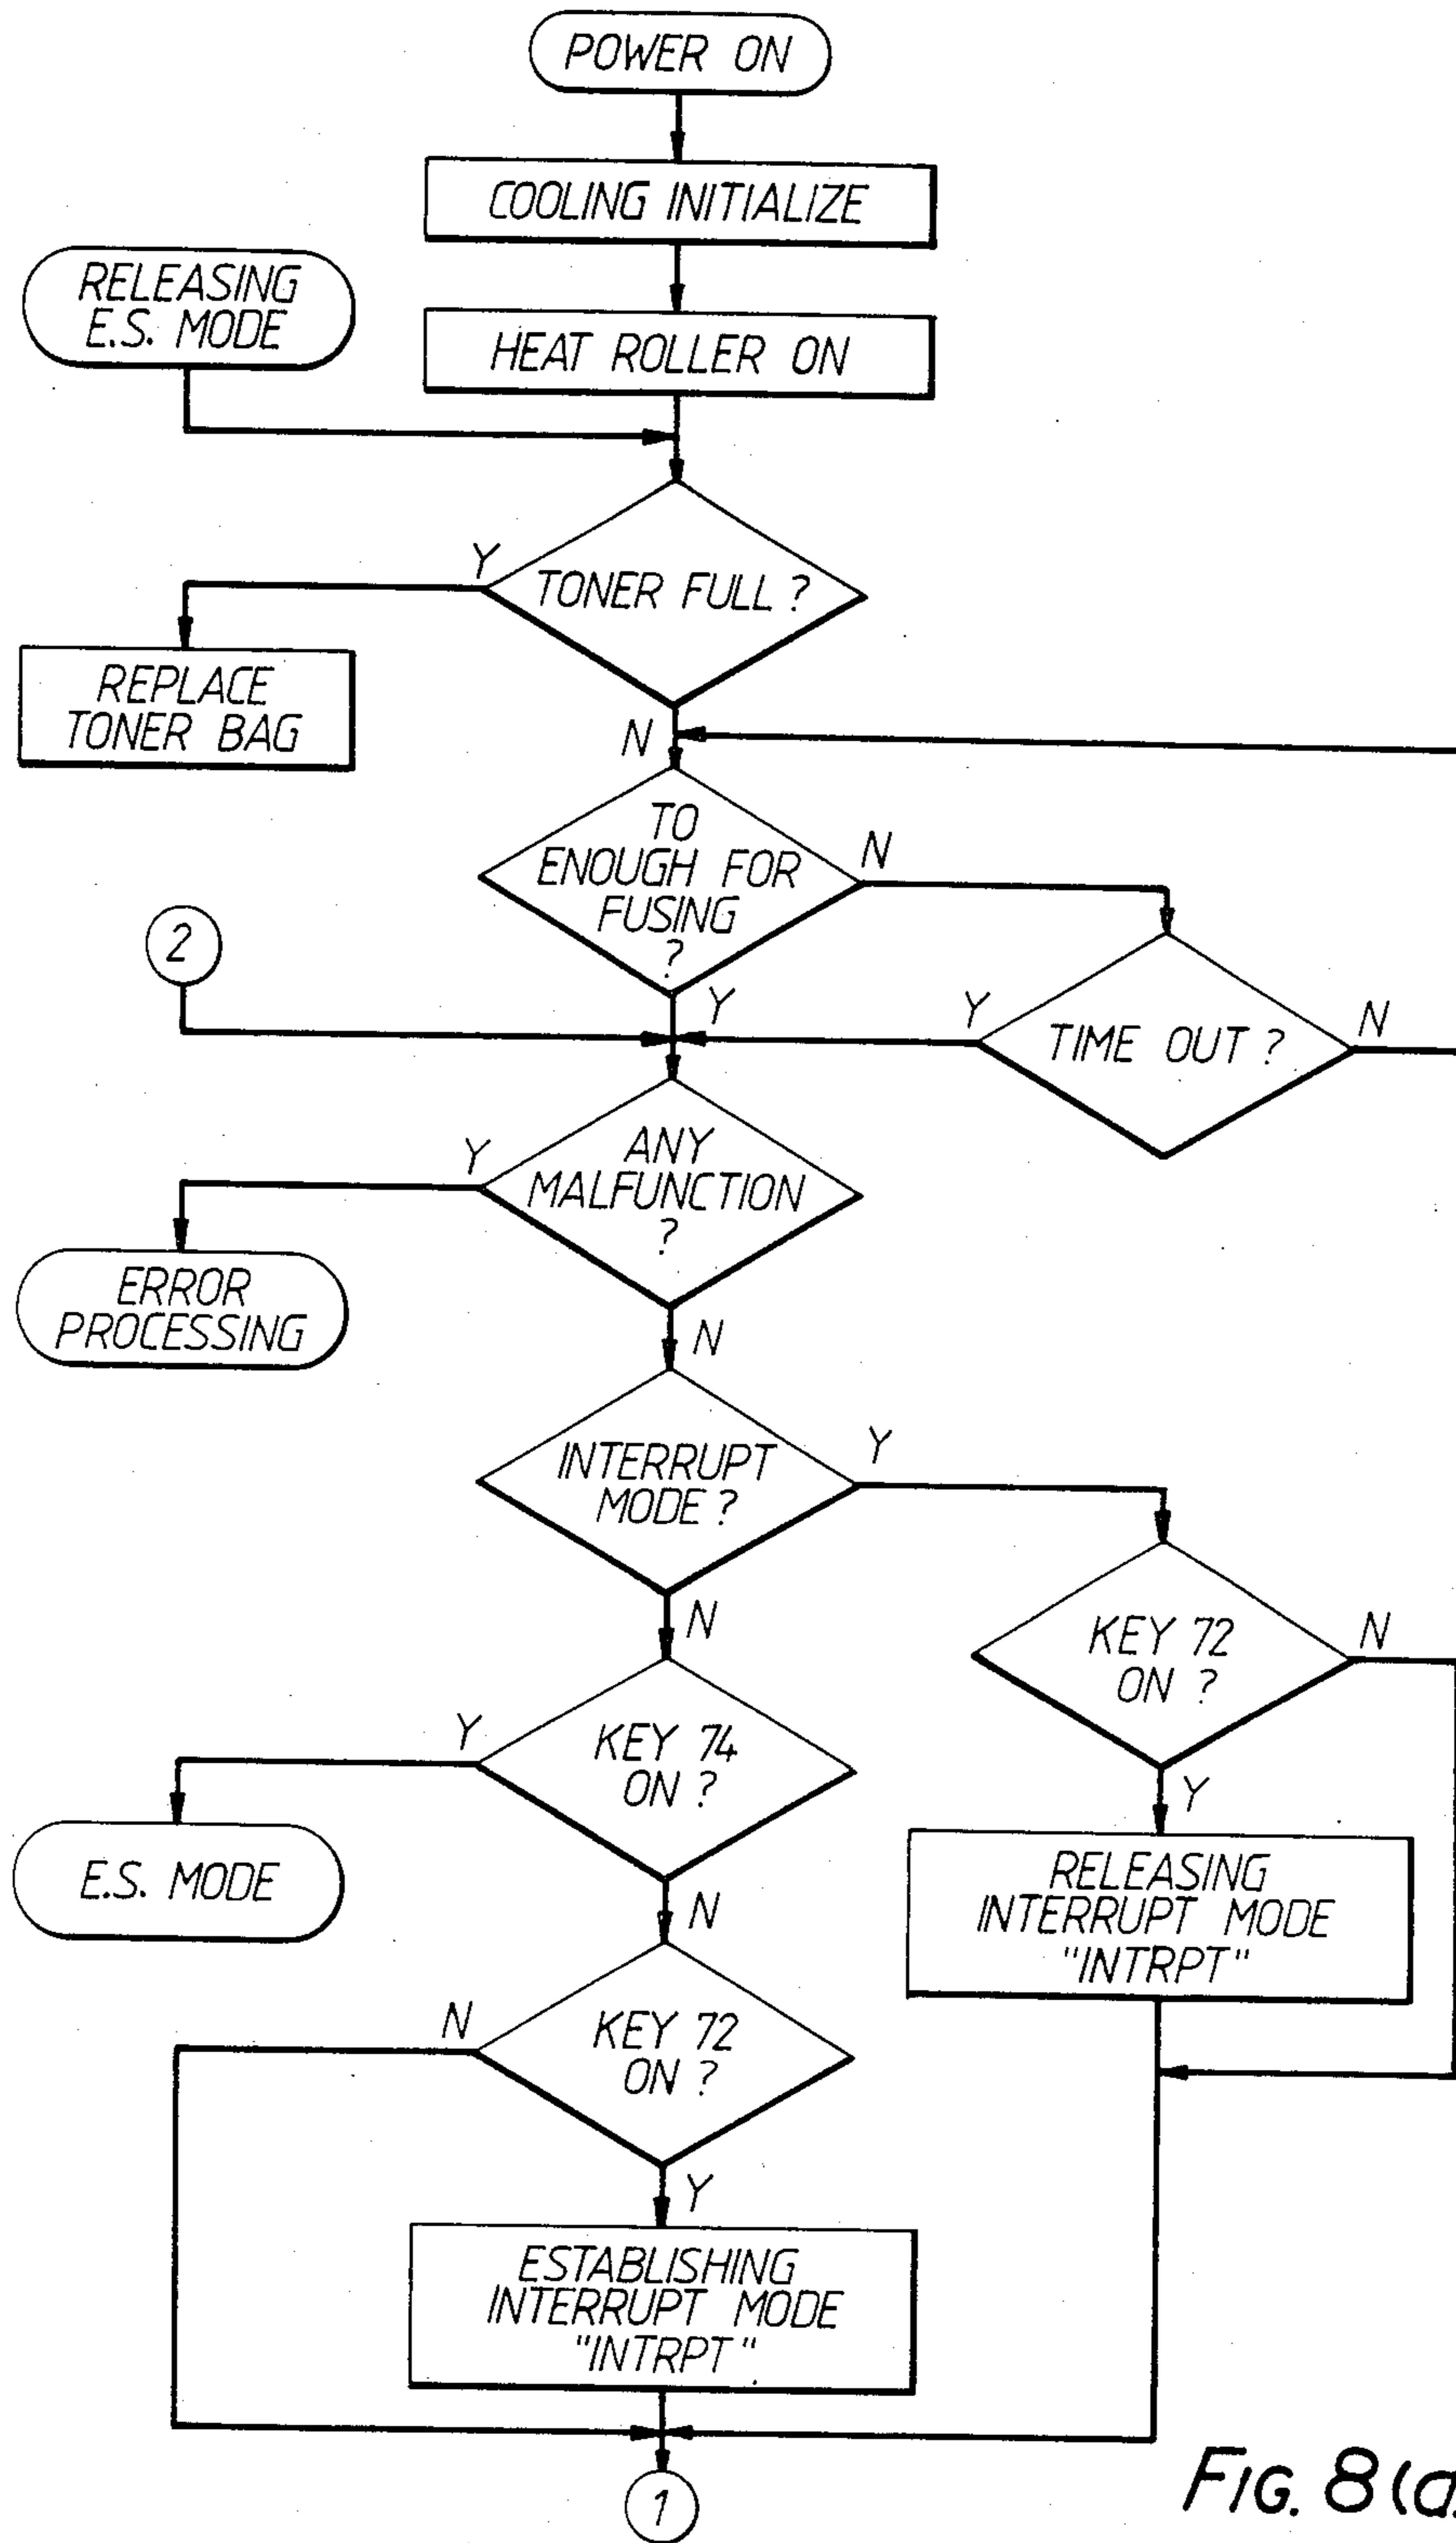 POWER ON
COOLING INITIALIZE
RELEASING
E.S. MODE
HEAT ROLLER ON
Y
TONER FULL ?
REPLACE
TONER BAG
N
TO
ENOUGH FOR
FUSING
?
N
2
Y
Y
TIME OUT ?
N
Y
ANY
MALFUNCTION
?
ERROR
PROCESSING
N
INTERRUPT
MODE ?
Y
N
KEY 72
ON ?
N
Y
KEY 74
ON ?
Y
E.S. MODE
RELEASING
INTERRUPT MODE
"INTRPT"
N
N
KEY 72
ON ?
Y
ESTABLISHING
INTERRUPT MODE
"INTRPT"
1
FIG. 8(a